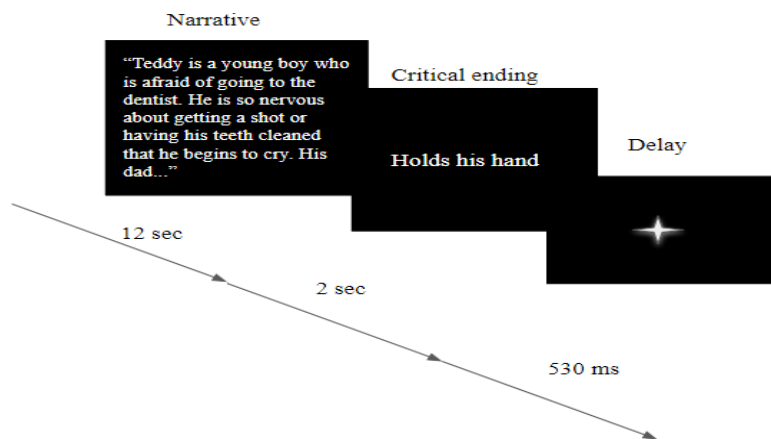 Narrative
“Teddy is a young boy who
is afraid of going to the
dentist. He is so nervous
about getting a shot or
having his teeth cleaned
that he begins to cry. His
dad...”
Critical ending
Holds his hand
Delay
12 sec
2 sec
530 ms